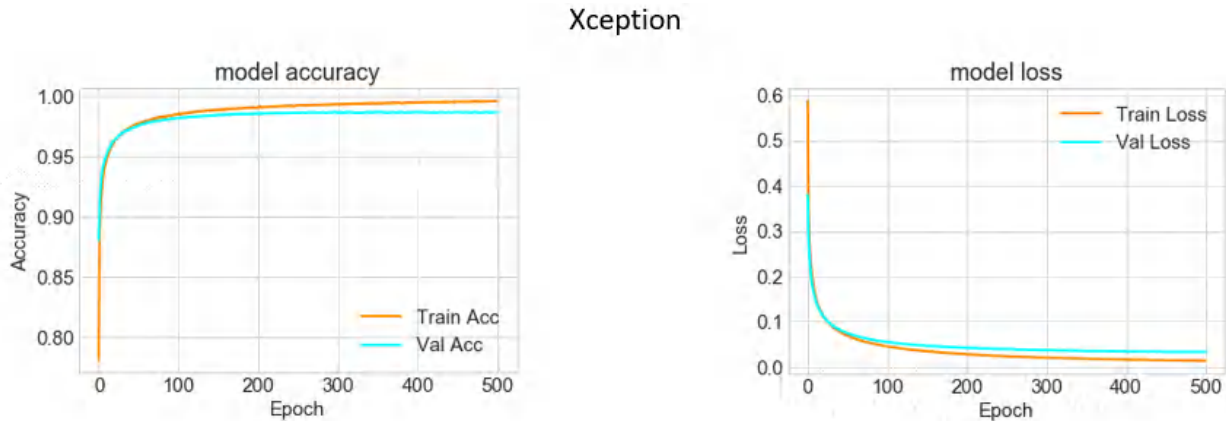 Xception
model accuracy
1.00
0.95
0.90
0.85
0.80
Accuracy
Train Acc
Val Acc
0 100 200 300 400 500
Epoch
model loss
0.6
0.5
0.4
0.3
0.2
0.1
0.0
Loss
Train Loss
Val Loss
0 100 200 300 400 500
Epoch